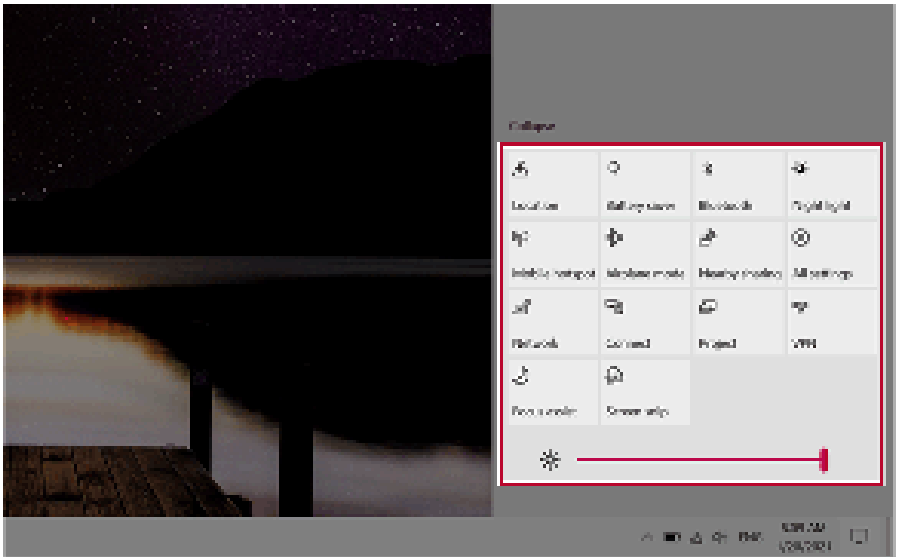 Collapse
Location
Battery saver
Bluetooth
Night light
Mobile hotspot
Airplane mode
Nearby sharing
All settings
Network
Connect
Project
VPN
Focus assist
Screen snip
ENG